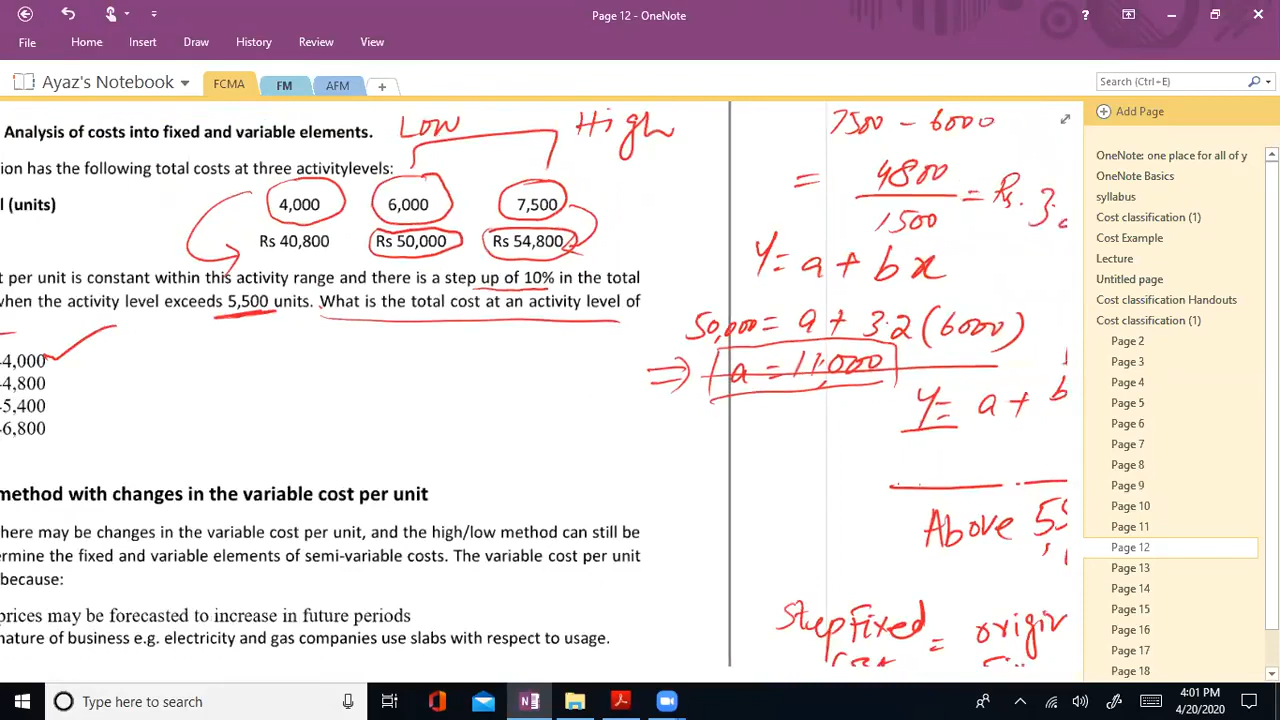 Page 12 - OneNote
File Home Insert Draw History Review View
Ayaz's Notebook FCMA FM AFM +
Search (Ctrl+E)
Analysis of costs into fixed and variable elements.
Low High
ion has the following total costs at three activitylevels:
l (units) 4,000 6,000 7,500
Rs 40,800 Rs 50,000 Rs 54,800
t per unit is constant within this activity range and there is a step up of 10% in the total
when the activity level exceeds 5,500 units. What is the total cost at an activity level of
44,000
44,800
45,400
46,800
method with changes in the variable cost per unit
here may be changes in the variable cost per unit, and the high/low method can still be
ermine the fixed and variable elements of semi-variable costs. The variable cost per unit
because:
prices may be forecasted to increase in future periods
nature of business e.g. electricity and gas companies use slabs with respect to usage.
7500 - 6000
= 4800
1500 = Rs. 3.
Y = a + bx
50,000 = a + 3.2 (6000)
⇒ a = 11,000
Y = a + b
Above 55
Step Fixed = origin
Add Page
OneNote: one place for all of y
OneNote Basics
syllabus
Cost classification (1)
Cost Example
Lecture
Untitled page
Cost classification Handouts
Cost classification (1)
Page 2
Page 3
Page 4
Page 5
Page 6
Page 7
Page 8
Page 9
Page 10
Page 11
Page 12
Page 13
Page 14
Page 15
Page 16
Page 17
Page 18
Type here to search
4:01 PM
4/20/2020